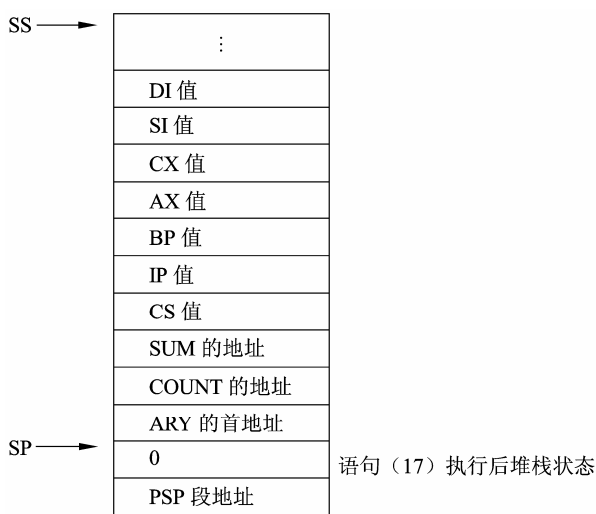 SS
⋮
DI 值
SI 值
CX 值
AX 值
BP 值
IP 值
CS 值
SUM 的地址
COUNT 的地址
ARY 的首地址
SP
0
语句（17）执行后堆栈状态
PSP 段地址